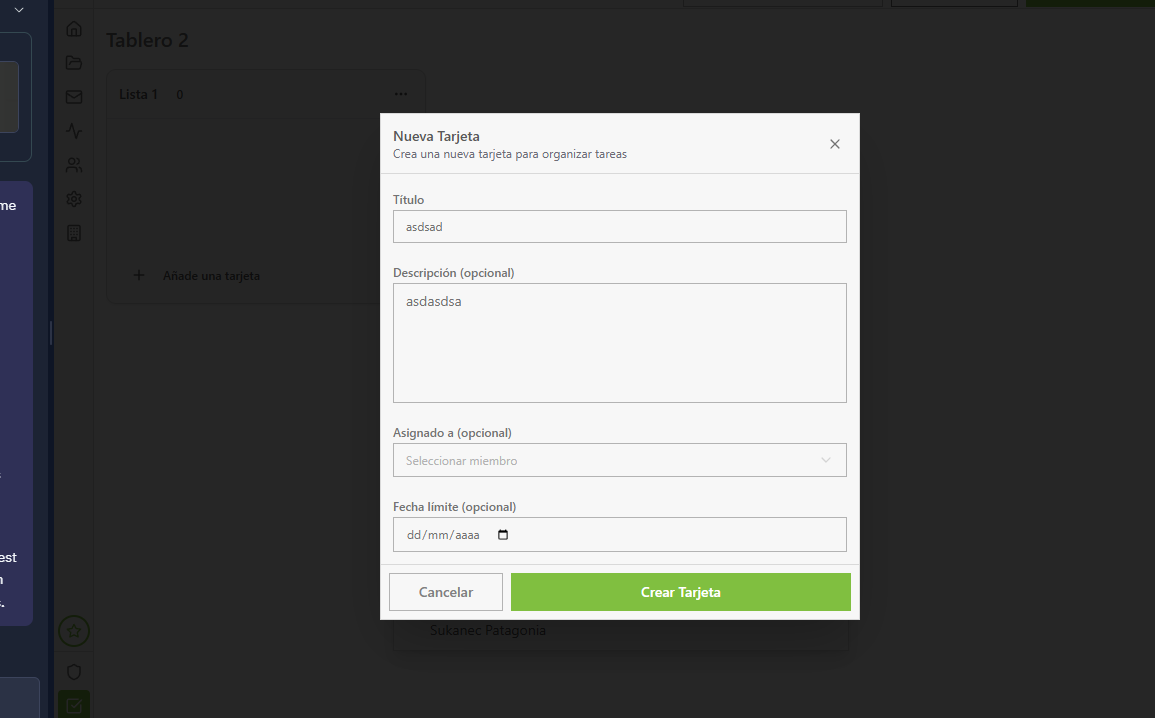 me
est
Tablero 2
Lista 1 0 ...
Añade una tarjeta
Nueva Tarjeta
Crea una nueva tarjeta para organizar tareas
Título
asdsad
Descripción (opcional)
asdasdsa
Asignado a (opcional)
Seleccionar miembro
Fecha límite (opcional)
dd/mm/aaaa
Cancelar
Crear Tarjeta
Sukanec Patagonia